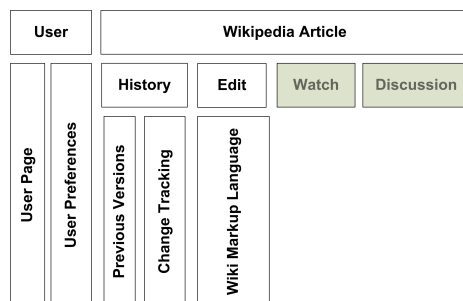 User
Wikipedia Article
History
Edit
Watch
Discussion
User Page
User Preferences
Previous Versions
Change Tracking
Wiki Markup Language